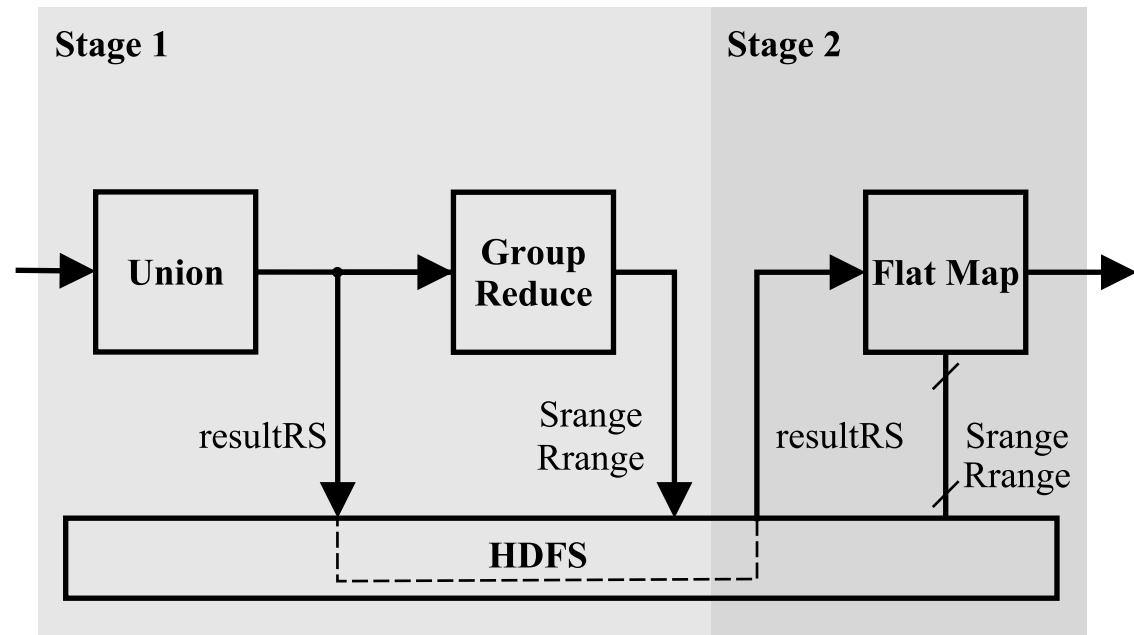 Stage 1
Stage 2
Union
Group
Reduce
Flat Map
resultRS
Srange
Rrange
resultRS
Srange
Rrange
HDFS